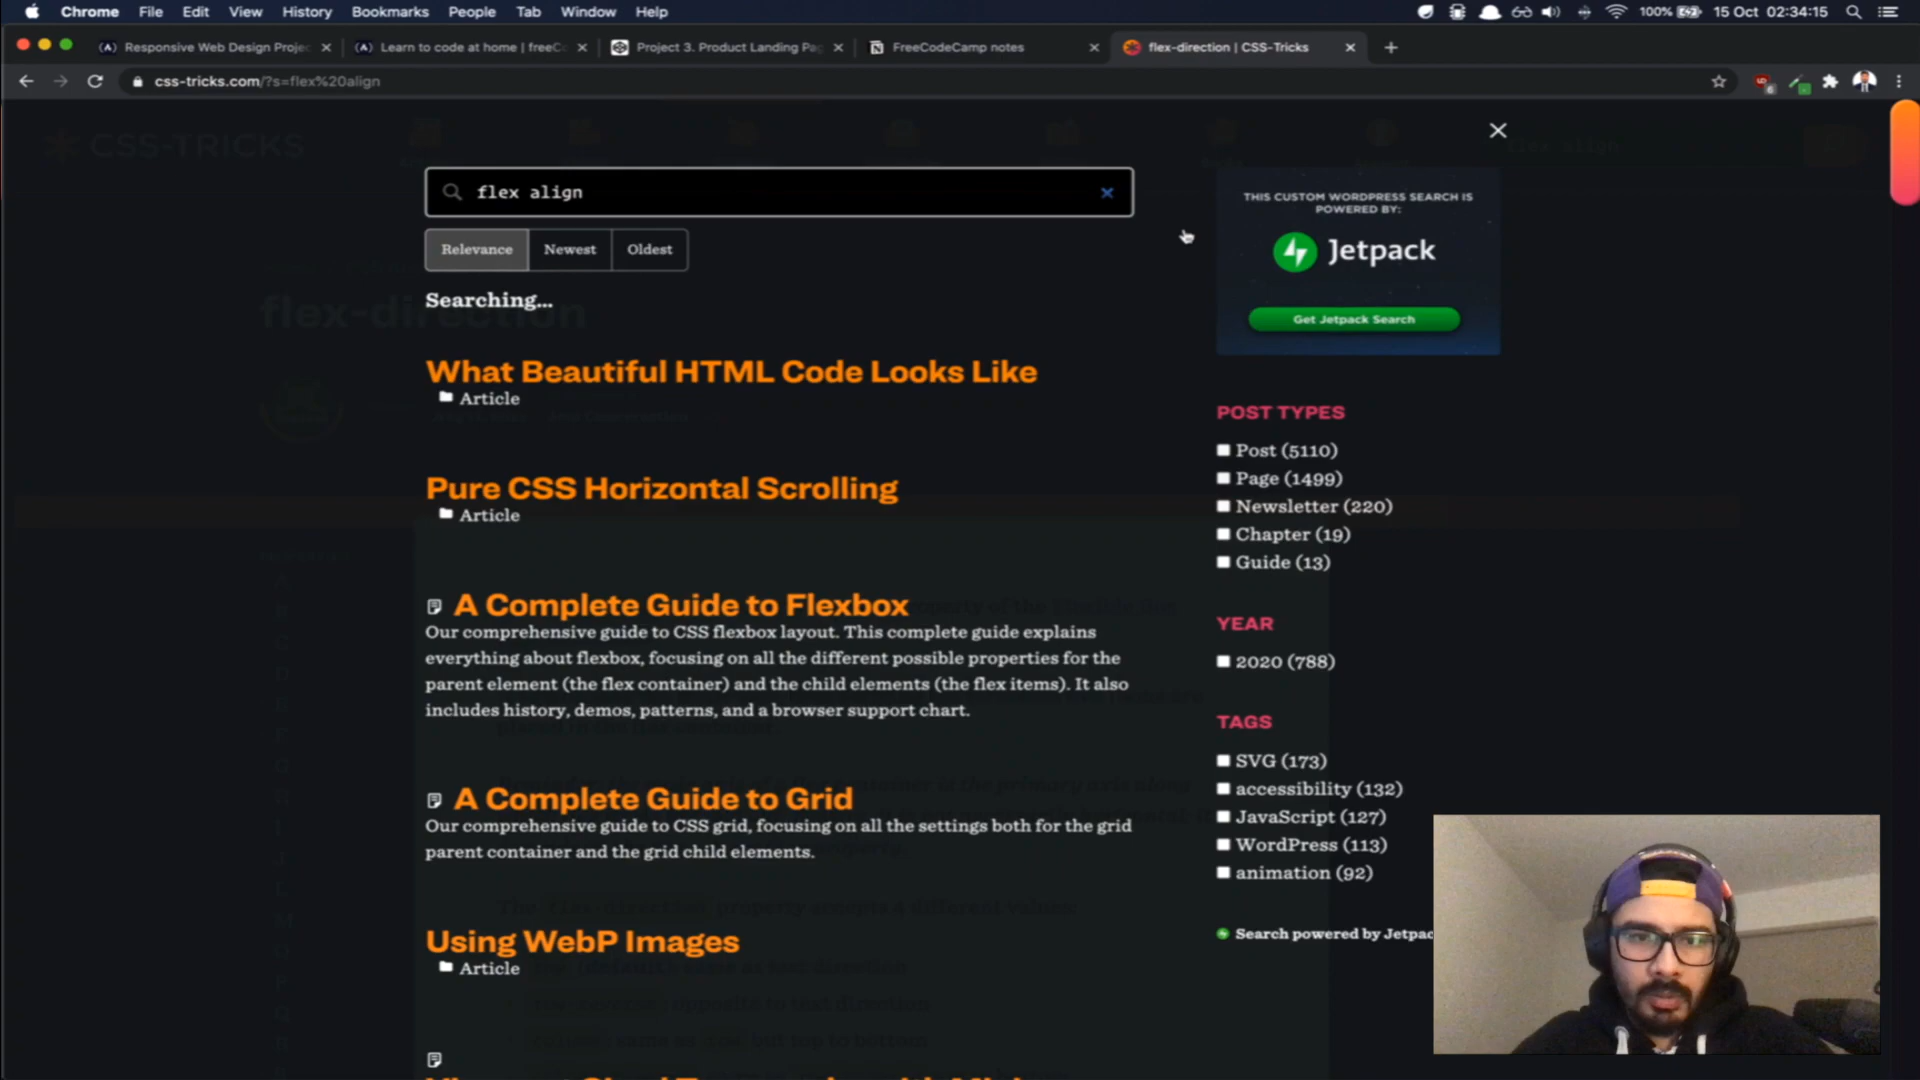 Chrome File Edit View History Bookmarks People Tab Window Help 100% 15 Oct 02:34:15
Responsive Web Design Projec Learn to code at home | freeC Project 3. Product Landing Pa FreeCodeCamp notes flex-direction | CSS-Tricks
css-tricks.com/?s=flex%20align
CSS-TRICKS
flex align
THIS CUSTOM WORDPRESS SEARCH IS
POWERED BY:
Jetpack
Get Jetpack Search
Relevance Newest Oldest
Searching...
flex-direction
What Beautiful HTML Code Looks Like
Article
Pure CSS Horizontal Scrolling
Article
A Complete Guide to Flexbox
Our comprehensive guide to CSS flexbox layout. This complete guide explains
everything about flexbox, focusing on all the different possible properties for the
parent element (the flex container) and the child elements (the flex items). It also
includes history, demos, patterns, and a browser support chart.
A Complete Guide to Grid
Our comprehensive guide to CSS grid, focusing on all the settings both for the grid
parent container and the grid child elements.
Using WebP Images
Article
POST TYPES
Post (5110)
Page (1499)
Newsletter (220)
Chapter (19)
Guide (13)
YEAR
2020 (788)
TAGS
SVG (173)
accessibility (132)
JavaScript (127)
WordPress (113)
animation (92)
Search powered by Jetpac